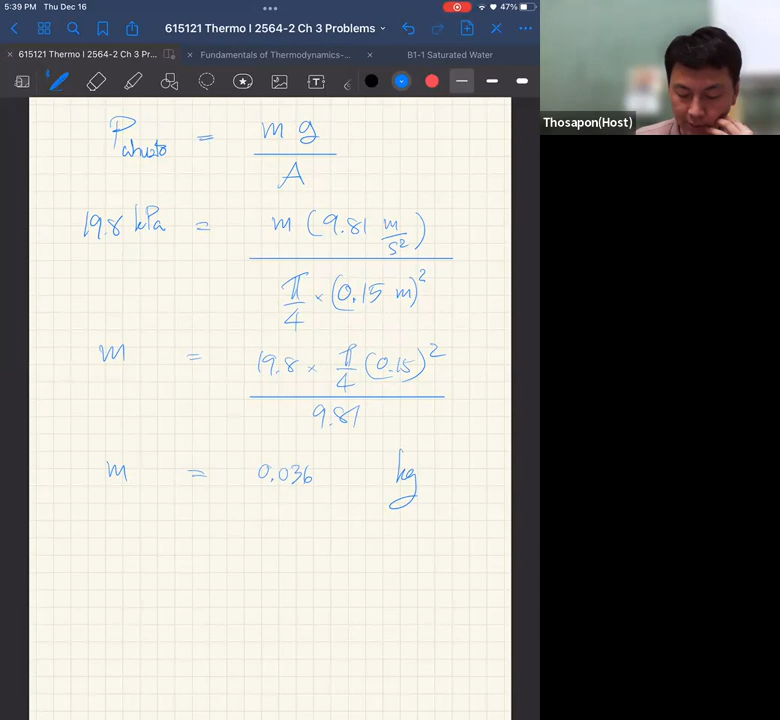 5:39 PM Thu Dec 16
47%
615121 Thermo I 2564-2 Ch 3 Problems
615121 Thermo I 2564-2 Ch 3 Pr...
Fundamentals of Thermodynamics-...
B1-1 Saturated Water
Thosapon(Host)
P = m g
A
19.8 kPa = m (9.81 m/s²)
π/4 × (0.15 m)²
m = 19.8 × π/4 (0.15)²
9.81
m = 0.036 kg